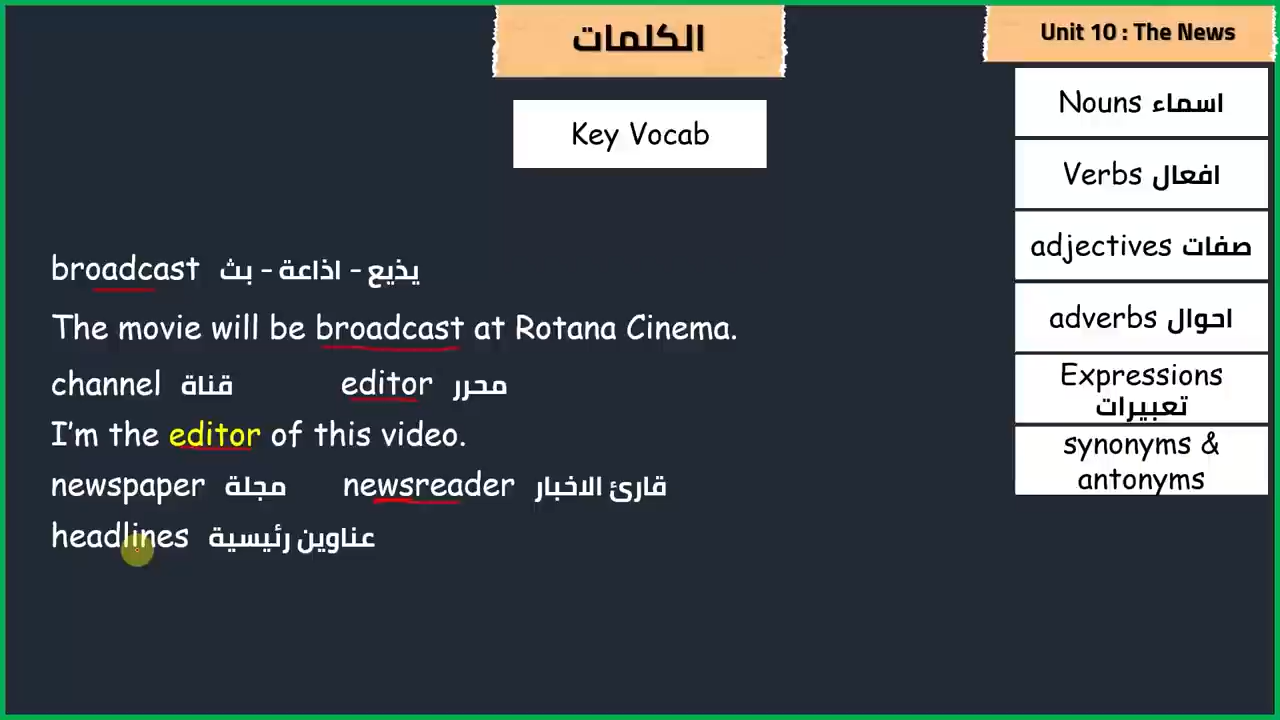 الكلمات
Unit 10 : The News
Key Vocab
Nouns اسماء
Verbs افعال
adjectives صفات
adverbs احوال
Expressions
تعبيرات
synonyms &
antonyms
broadcast يذيع - اذاعة - بث
The movie will be broadcast at Rotana Cinema.
channel قناة editor محرر
I'm the editor of this video.
newspaper مجلة newsreader قارئ الاخبار
headlines عناوين رئيسية